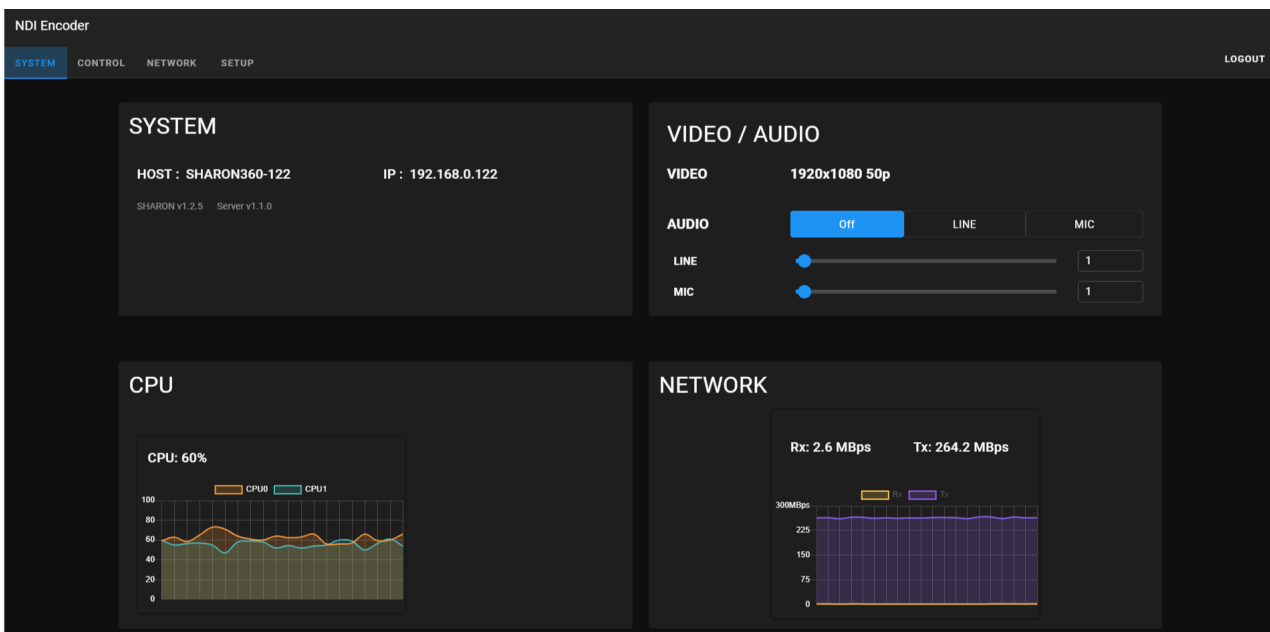 NDI Encoder
SYSTEM CONTROL NETWORK SETUP LOGOUT
SYSTEM
HOST : SHARON360-122 IP : 192.168.0.122
SHARON v1.2.5 Server v1.1.0
VIDEO / AUDIO
VIDEO 1920x1080 50p
AUDIO Off LINE MIC
LINE 1
MIC 1
CPU
CPU: 60%
CPU0 CPU1
100
80
60
40
20
0
NETWORK
Rx: 2.6 MBps Tx: 264.2 MBps
Rx Tx
300MBps
225
150
75
0